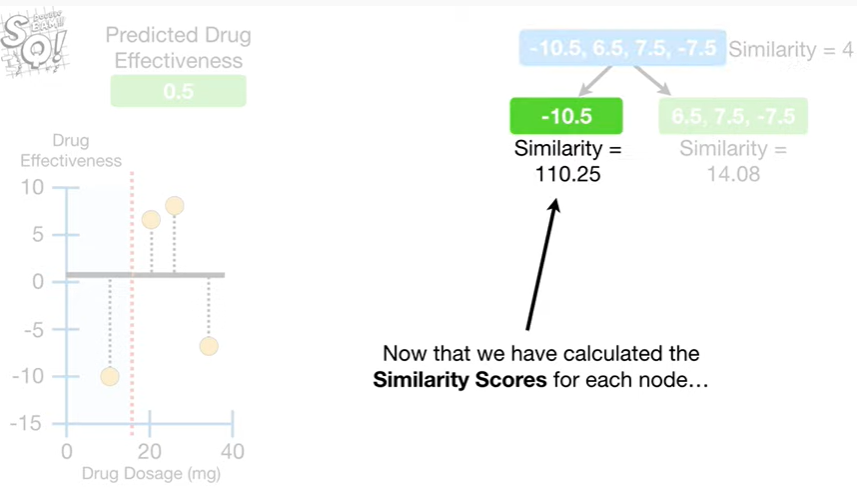 SQ!
Predicted Drug
Effectiveness
0.5
-10.5, 6.5, 7.5, -7.5 Similarity = 4
-10.5
6.5, 7.5, -7.5
Similarity =
110.25
Similarity =
14.08
Drug
Effectiveness
10
5
0
-5
-10
-15
0
20
40
Drug Dosage (mg)
Now that we have calculated the
Similarity Scores for each node…